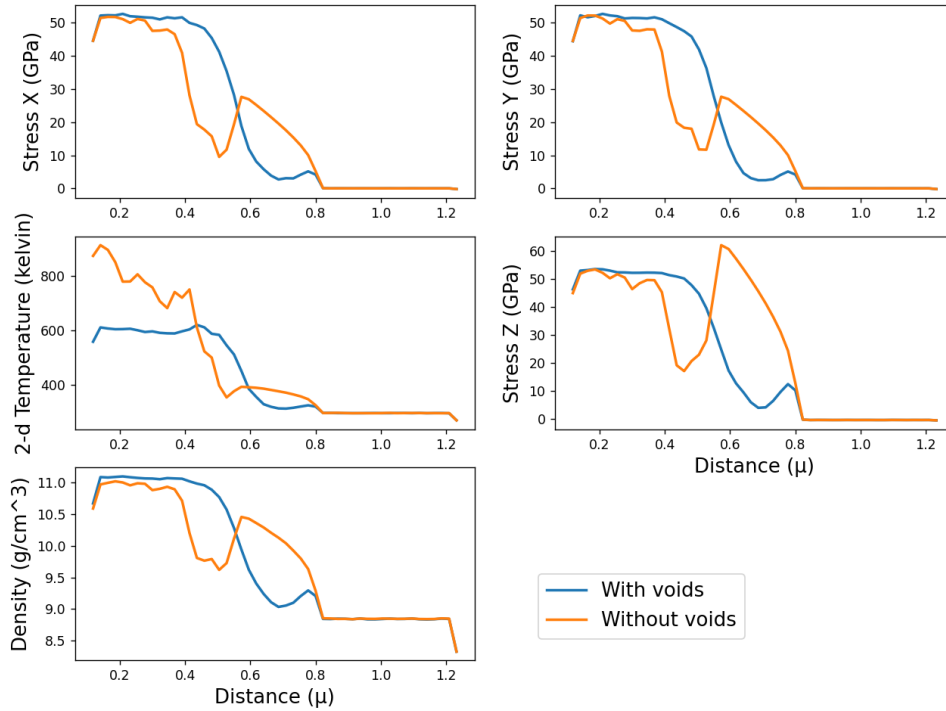 Stress X (GPa)
50
40
30
20
10
0
0.2 0.4 0.6 0.8 1.0 1.2
Stress Y (GPa)
50
40
30
20
10
0
0.2 0.4 0.6 0.8 1.0 1.2
2-d Temperature (kelvin)
800
600
400
0.2 0.4 0.6 0.8 1.0 1.2
Stress Z (GPa)
60
50
40
30
20
10
0
0.2 0.4 0.6 0.8 1.0 1.2
Distance (μ)
Density (g/cm^3)
11.0
10.5
10.0
9.5
9.0
8.5
0.2 0.4 0.6 0.8 1.0 1.2
Distance (μ)
With voids
Without voids